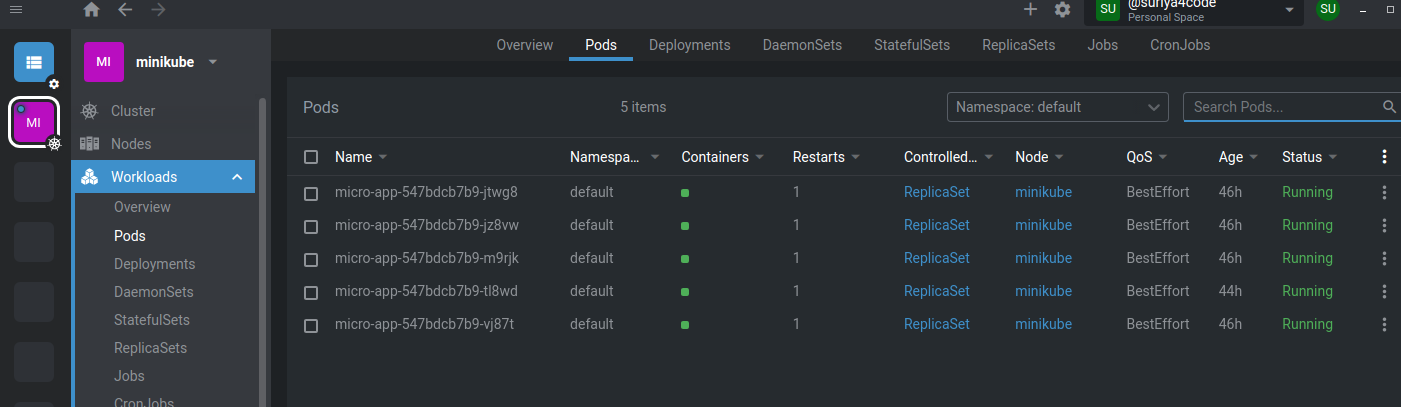 @suriya4code
SU
Personal Space
SU
MI
minikube
Overview Pods Deployments DaemonSets StatefulSets ReplicaSets Jobs CronJobs
MI
Cluster
Nodes
Workloads
Overview
Pods
Deployments
DaemonSets
StatefulSets
ReplicaSets
Jobs
CronJobs
Pods 5 items Namespace: default Search Pods...
Name Namespa... Containers Restarts Controlled... Node QoS Age Status
micro-app-547bdcb7b9-jtwg8 default 1 ReplicaSet minikube BestEffort 46h Running
micro-app-547bdcb7b9-jz8vw default 1 ReplicaSet minikube BestEffort 46h Running
micro-app-547bdcb7b9-m9rjk default 1 ReplicaSet minikube BestEffort 46h Running
micro-app-547bdcb7b9-tl8wd default 1 ReplicaSet minikube BestEffort 44h Running
micro-app-547bdcb7b9-vj87t default 1 ReplicaSet minikube BestEffort 46h Running